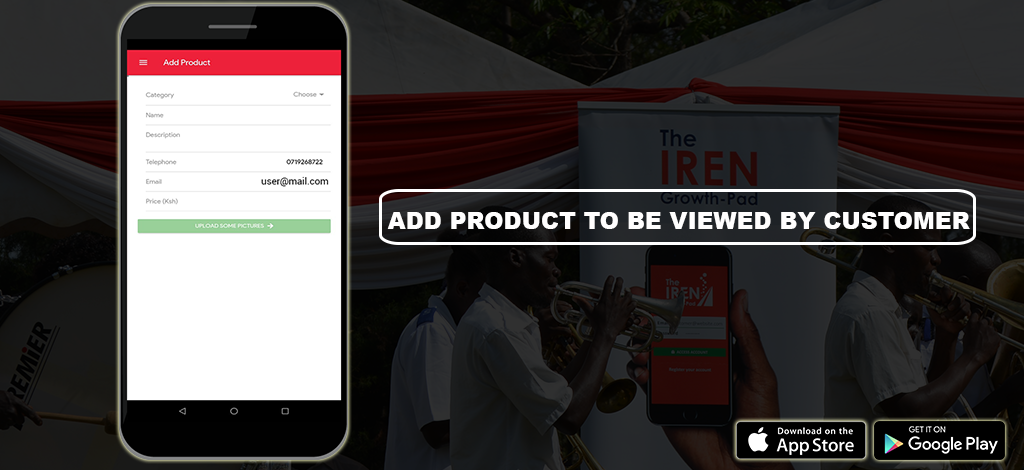 Add Product
Category Choose
Name
Description
Telephone 0719268722
Email user@mail.com
Price (Ksh)
UPLOAD SOME PICTURES
The
IREN
Growth-Pad
ADD PRODUCT TO BE VIEWED BY CUSTOMER
The
IREN
Pad
PREMIER
Download on the
App Store
GET IT ON
Google Play